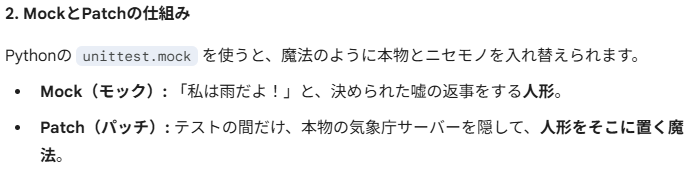 2. MockとPatchの仕組み
Pythonの unittest.mock を使うと、魔法のように本物とニセモノを入れ替えられます。
• Mock（モック）: 「私は雨だよ！」と、決められた嘘の返事をする人形。
• Patch（パッチ）: テストの間だけ、本物の気象庁サーバーを隠して、人形をそこに置く魔
法。